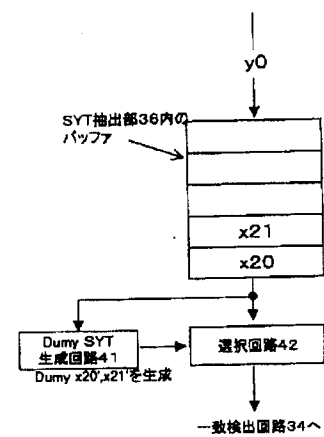 y0
SYT抽出部36内の
バッファ
x21
x20
Dumy SYT
生成回路41
選択回路42
Dumy x20',x21'を生成
一致検出回路34へ